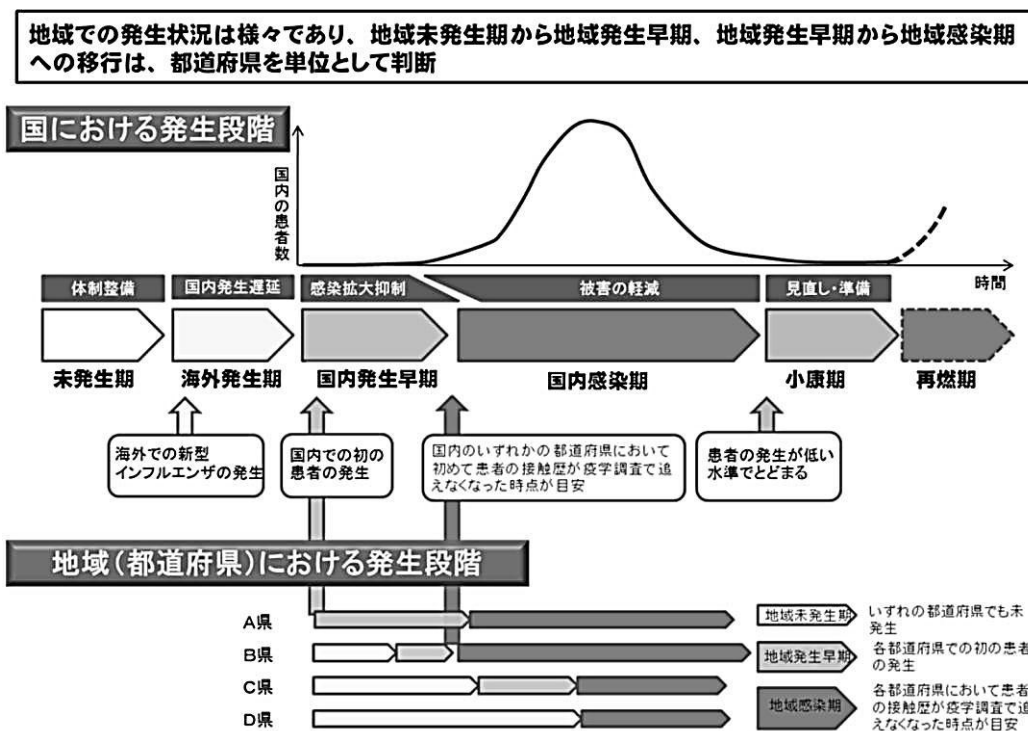 地域での発生状況は様々であり、地域未発生期から地域発生早期、地域発生早期から地域感染期
への移行は、都道府県を単位として判断
国における発生段階
国内の患者数
時間
体制整備
国内発生遅延
感染拡大抑制
被害の軽減
見直し・準備
未発生期
海外発生期
国内発生早期
国内感染期
小康期
再燃期
海外での新型
インフルエンザの発生
国内での初の
患者の発生
国内のいずれかの都道府県において
初めて患者の接触歴が疫学調査で追
えなくなった時点が目安
患者の発生が低い
水準でとどまる
地域(都道府県)における発生段階
A県
B県
C県
D県
地域未発生期
いずれの都道府県でも未
発生
地域発生早期
各都道府県での初の患者
の発生
地域感染期
各都道府県において患者
の接触歴が疫学調査で追
えなくなった時点が目安